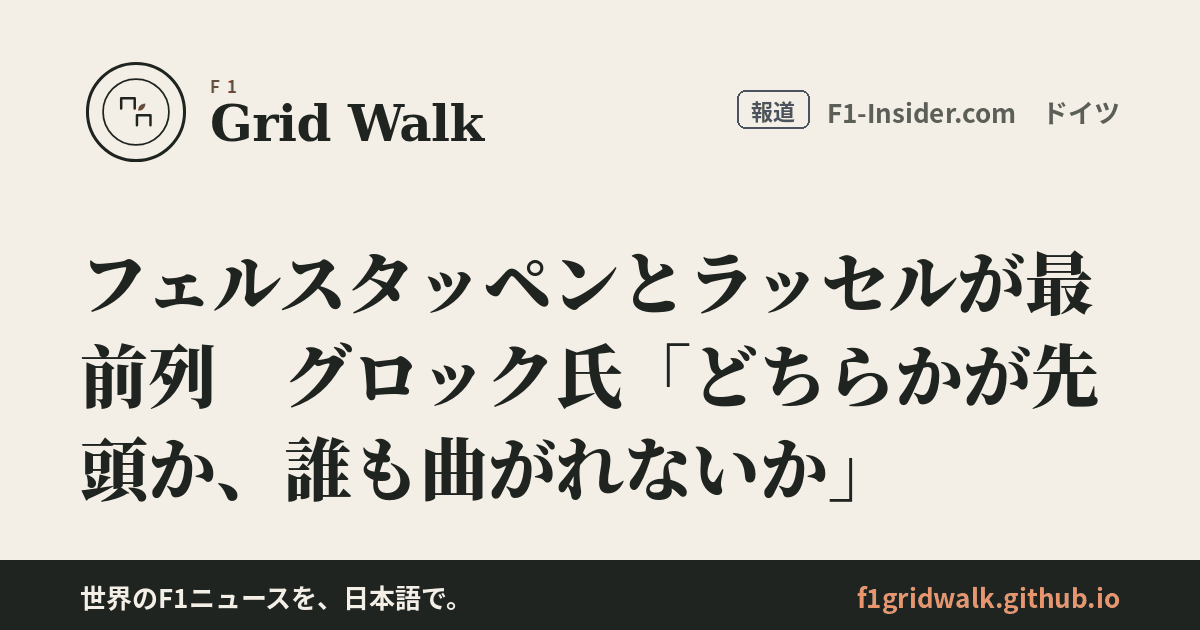 F1
Grid Walk
報道 F1-Insider.com ドイツ
フェルスタッペンとラッセルが最
前列　グロック氏「どちらかが先
頭か、誰も曲がれないか」
世界のF1ニュースを、日本語で。
f1gridwalk.github.io